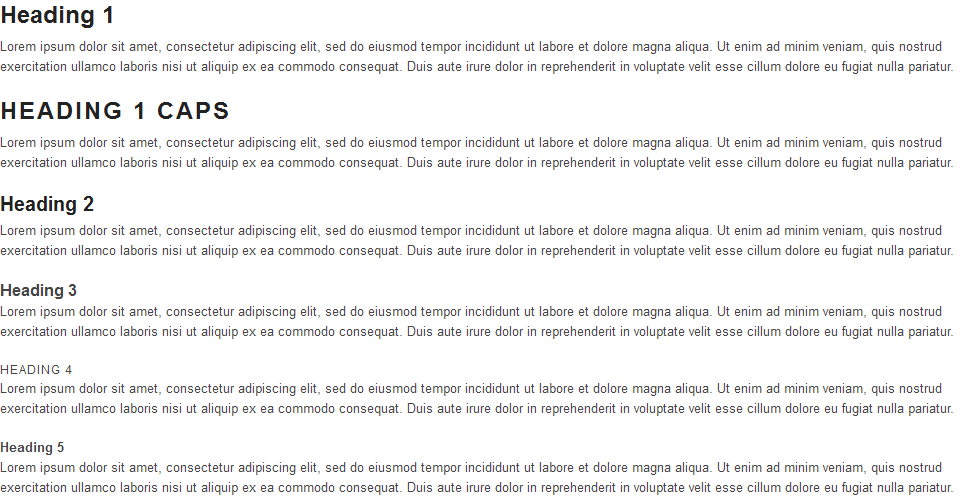 Heading 1
Lorem ipsum dolor sit amet, consectetur adipiscing elit, sed do eiusmod tempor incididunt ut labore et dolore magna aliqua. Ut enim ad minim veniam, quis nostrud
exercitation ullamco laboris nisi ut aliquip ex ea commodo consequat. Duis aute irure dolor in reprehenderit in voluptate velit esse cillum dolore eu fugiat nulla pariatur.
HEADING 1 CAPS
Lorem ipsum dolor sit amet, consectetur adipiscing elit, sed do eiusmod tempor incididunt ut labore et dolore magna aliqua. Ut enim ad minim veniam, quis nostrud
exercitation ullamco laboris nisi ut aliquip ex ea commodo consequat. Duis aute irure dolor in reprehenderit in voluptate velit esse cillum dolore eu fugiat nulla pariatur.
Heading 2
Lorem ipsum dolor sit amet, consectetur adipiscing elit, sed do eiusmod tempor incididunt ut labore et dolore magna aliqua. Ut enim ad minim veniam, quis nostrud
exercitation ullamco laboris nisi ut aliquip ex ea commodo consequat. Duis aute irure dolor in reprehenderit in voluptate velit esse cillum dolore eu fugiat nulla pariatur.
Heading 3
Lorem ipsum dolor sit amet, consectetur adipiscing elit, sed do eiusmod tempor incididunt ut labore et dolore magna aliqua. Ut enim ad minim veniam, quis nostrud
exercitation ullamco laboris nisi ut aliquip ex ea commodo consequat. Duis aute irure dolor in reprehenderit in voluptate velit esse cillum dolore eu fugiat nulla pariatur.
HEADING 4
Lorem ipsum dolor sit amet, consectetur adipiscing elit, sed do eiusmod tempor incididunt ut labore et dolore magna aliqua. Ut enim ad minim veniam, quis nostrud
exercitation ullamco laboris nisi ut aliquip ex ea commodo consequat. Duis aute irure dolor in reprehenderit in voluptate velit esse cillum dolore eu fugiat nulla pariatur.
Heading 5
Lorem ipsum dolor sit amet, consectetur adipiscing elit, sed do eiusmod tempor incididunt ut labore et dolore magna aliqua. Ut enim ad minim veniam, quis nostrud
exercitation ullamco laboris nisi ut aliquip ex ea commodo consequat. Duis aute irure dolor in reprehenderit in voluptate velit esse cillum dolore eu fugiat nulla pariatur.